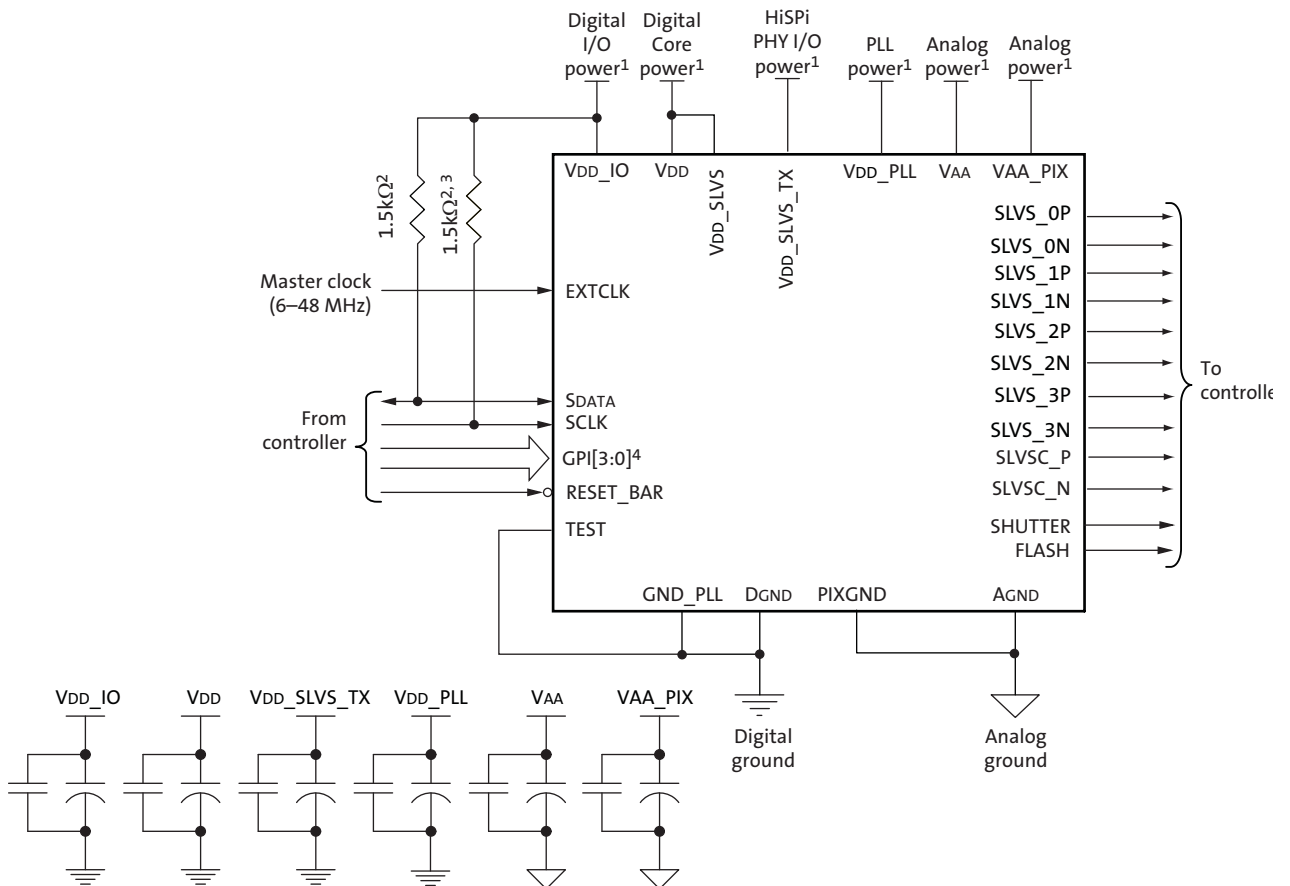 Digital
I/O
power1
Digital
Core
power1
HiSPi
PHY I/O
power1
PLL
power1
Analog
power1
Analog
power1
1.5kΩ2
1.5kΩ2, 3
VDD_IO
VDD
VDD_SLVS
VDD_SLVS_TX
VDD_PLL
VAA
VAA_PIX
Master clock
(6–48 MHz)
EXTCLK
From
controller
SDATA
SCLK
GPI[3:0]4
RESET_BAR
TEST
SLVS_0P
SLVS_0N
SLVS_1P
SLVS_1N
SLVS_2P
SLVS_2N
SLVS_3P
SLVS_3N
SLVSC_P
SLVSC_N
SHUTTER
FLASH
To
controlle
GND_PLL
DGND
PIXGND
AGND
Digital
ground
Analog
ground
VDD_IO
VDD
VDD_SLVS_TX
VDD_PLL
VAA
VAA_PIX